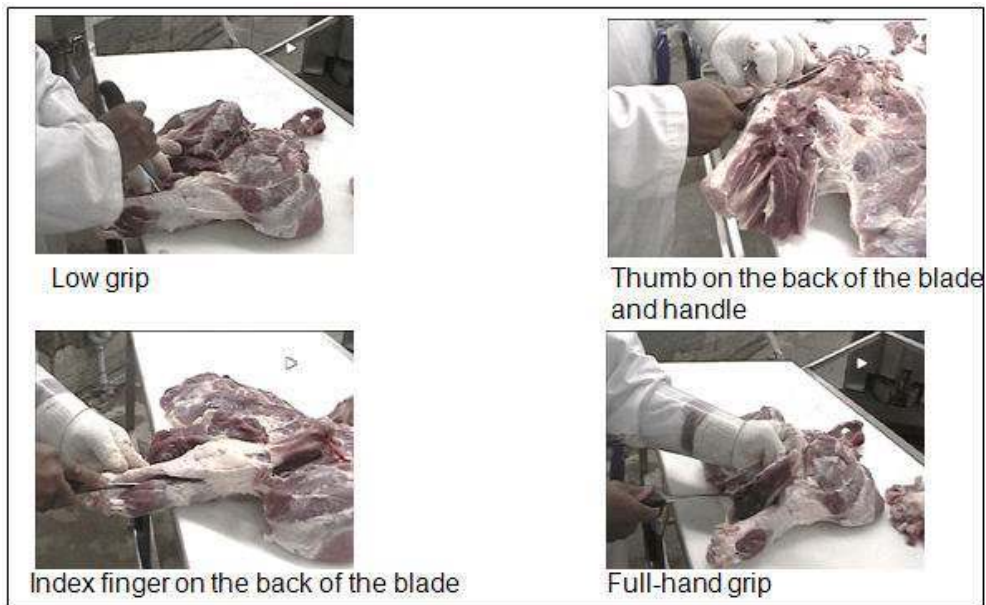 Low grip
Thumb on the back of the blade
and handle
Index finger on the back of the blade
Full-hand grip